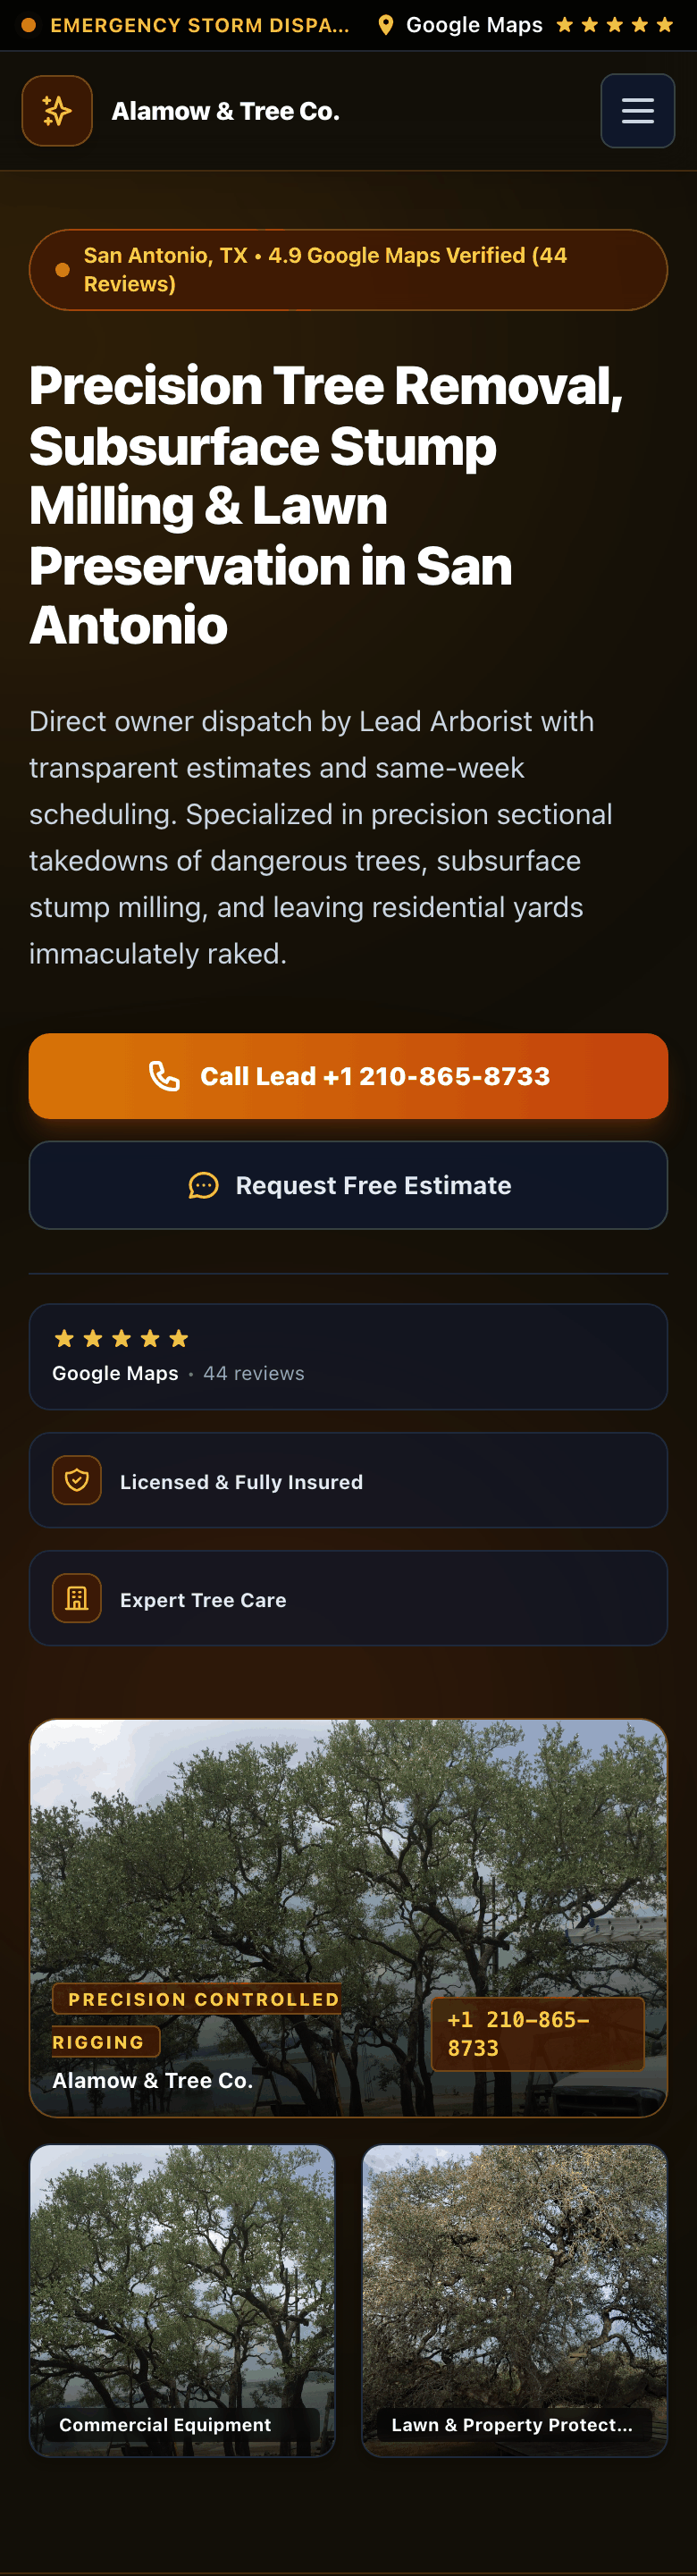 EMERGENCY STORM DISPA... Google Maps
Alamow & Tree Co.
San Antonio, TX • 4.9 Google Maps Verified (44
Reviews)
Precision Tree Removal,
Subsurface Stump
Milling & Lawn
Preservation in San
Antonio
Direct owner dispatch by Lead Arborist with
transparent estimates and same-week
scheduling. Specialized in precision sectional
takedowns of dangerous trees, subsurface
stump milling, and leaving residential yards
immaculately raked.
Call Lead +1 210-865-8733
Request Free Estimate
Google Maps • 44 reviews
Licensed & Fully Insured
Expert Tree Care
PRECISION CONTROLLED
RIGGING
Alamow & Tree Co.
+1 210-865-
8733
Commercial Equipment
Lawn & Property Protect...